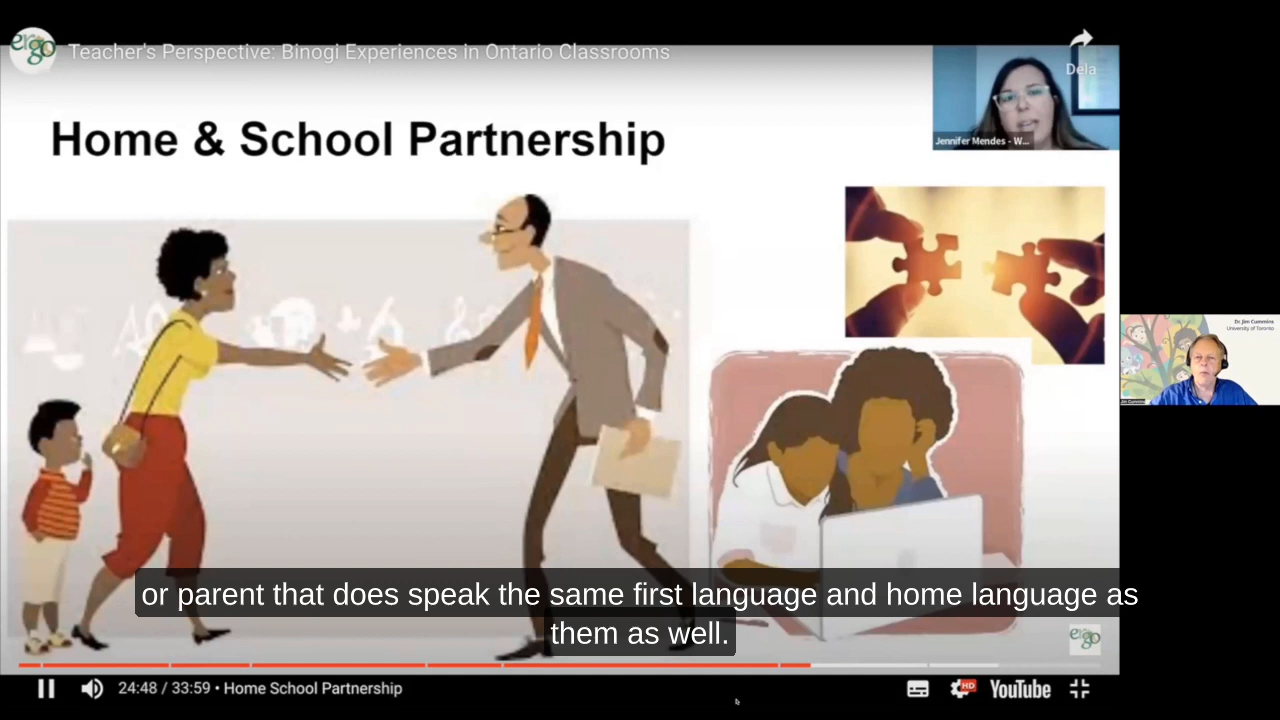 ergo
Teacher's Perspective: Binogi Experiences in Ontario Classrooms
Dela
Home & School Partnership
Jennifer Mendes - W...
Dr. Jim Cummins
University of Toronto
Jim Cummins
or parent that does speak the same first language and home language as
them as well.
ergo
24:48 / 33:59 • Home School Partnership
HD
YouTube